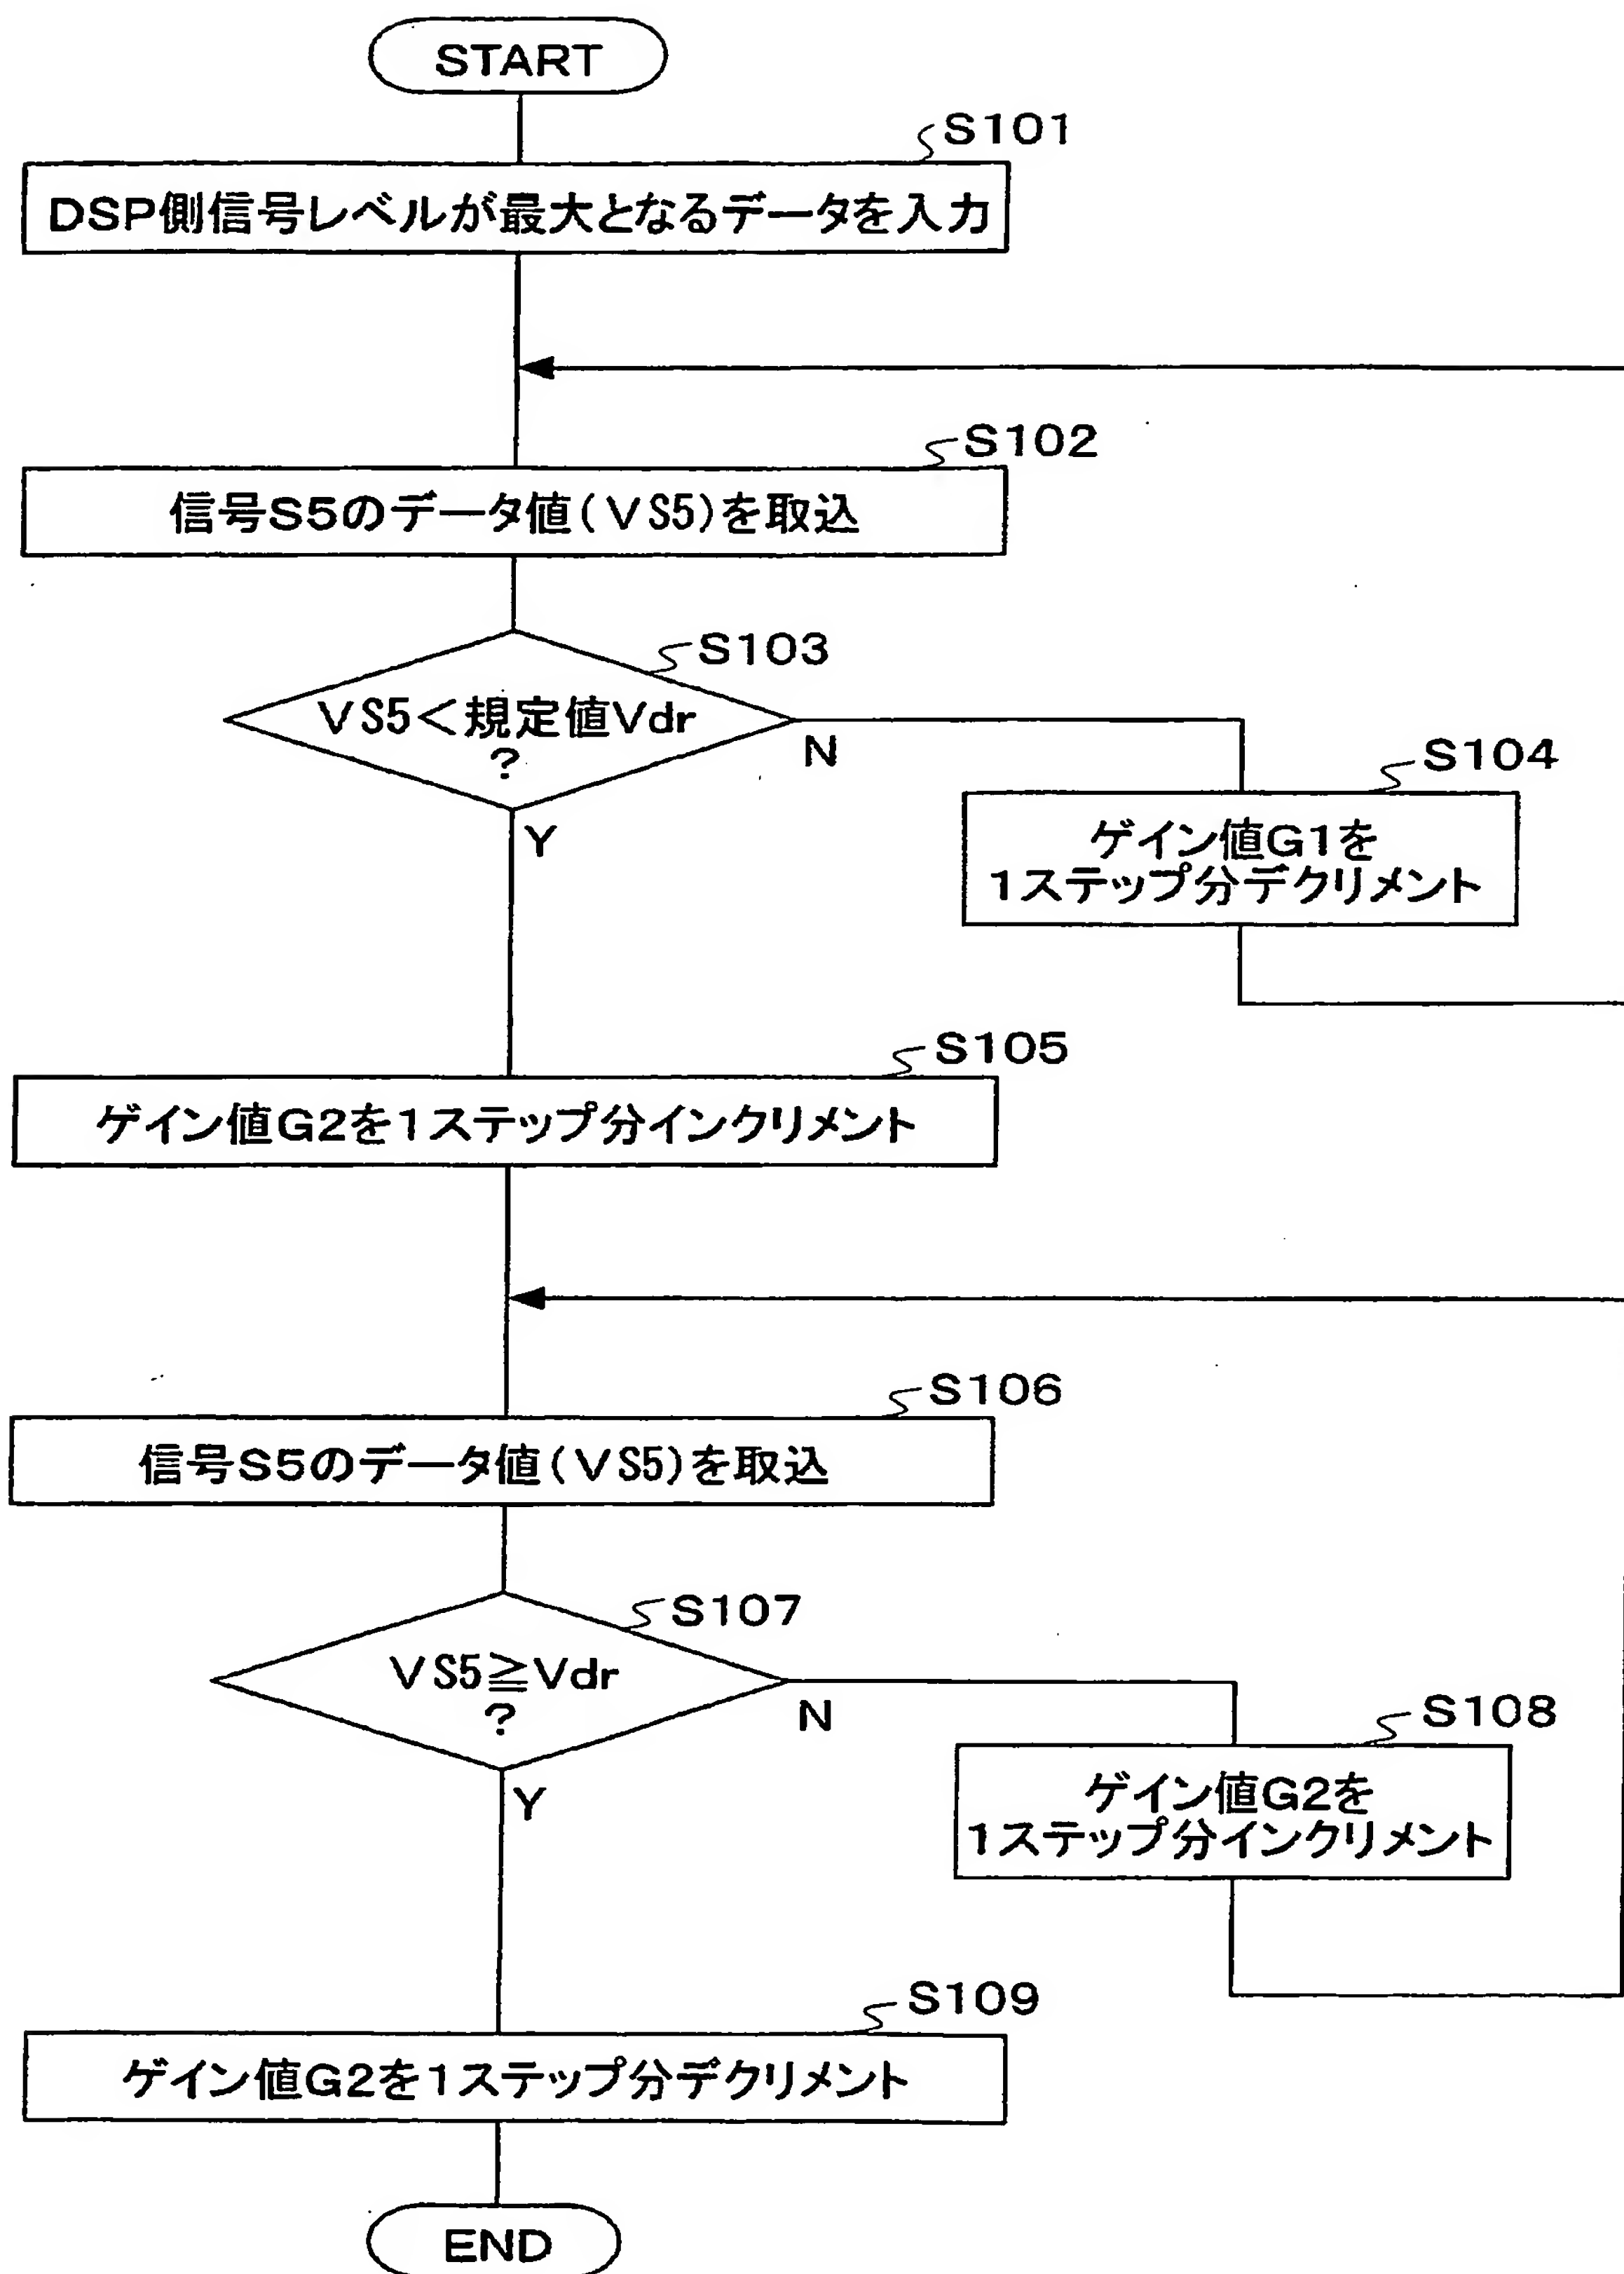 START
S101
DSP側信号レベルが最大となるデータを入力
S102
信号S5のデータ値(VS5)を取込
S103
VS5<規定値Vdr
?
N
Y
S104
ゲイン値G1を
1ステップ分デクリメント
S105
ゲイン値G2を1ステップ分インクリメント
S106
信号S5のデータ値(VS5)を取込
S107
VS5≧Vdr
?
N
Y
S108
ゲイン値G2を
1ステップ分インクリメント
S109
ゲイン値G2を1ステップ分デクリメント
END